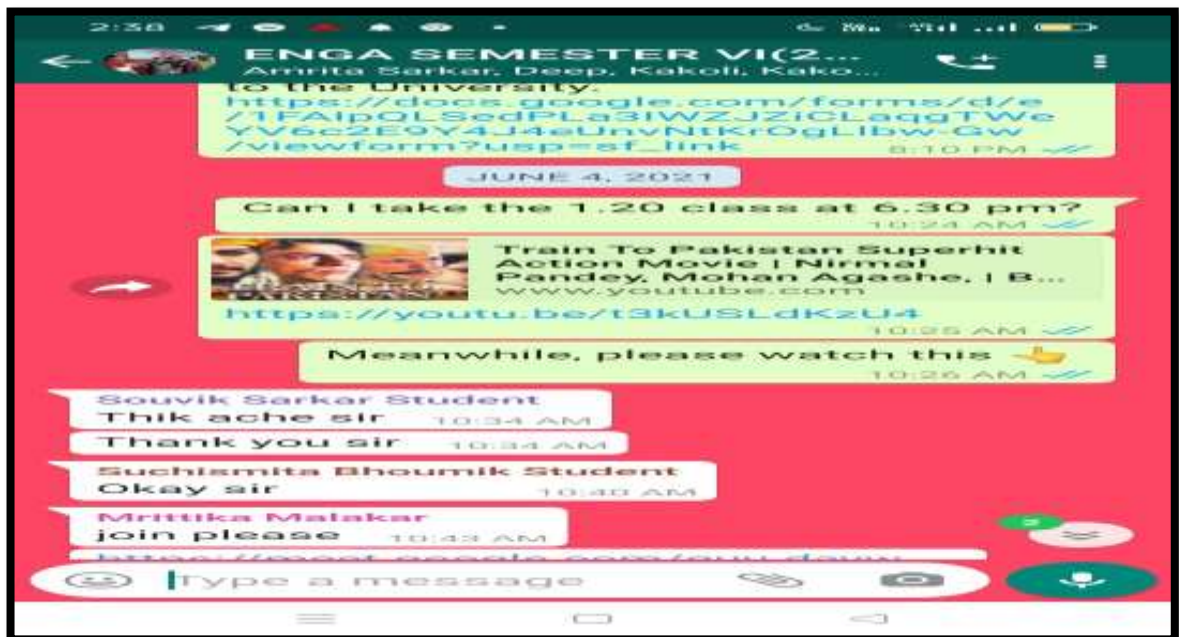 2:38
ENGA SEMESTER VI(2...
Amrita Sarkar, Deep, Kakoli, Kako...
to the University.
https://docs.google.com/forms/d/e
/viewform?usp=sf_link
8:10 PM
JUNE 4, 2021
Can I take the 1.20 class at 6.30 pm?
10:24 AM
Train To Pakistan Superhit
Action Movie | Nirmal
Pandey, Mohan Agashe, | B...
www.youtube.com
https://youtu.be/t3kUSLdKzU4
10:25 AM
Meanwhile, please watch this 👆
10:26 AM
Souvik Sarkar Student
Thik ache sir 10:34 AM
Thank you sir 10:34 AM
Suchismita Bhoumik Student
Okay sir 10:40 AM
Mrittika Malakar
join please 10:43 AM
Type a message